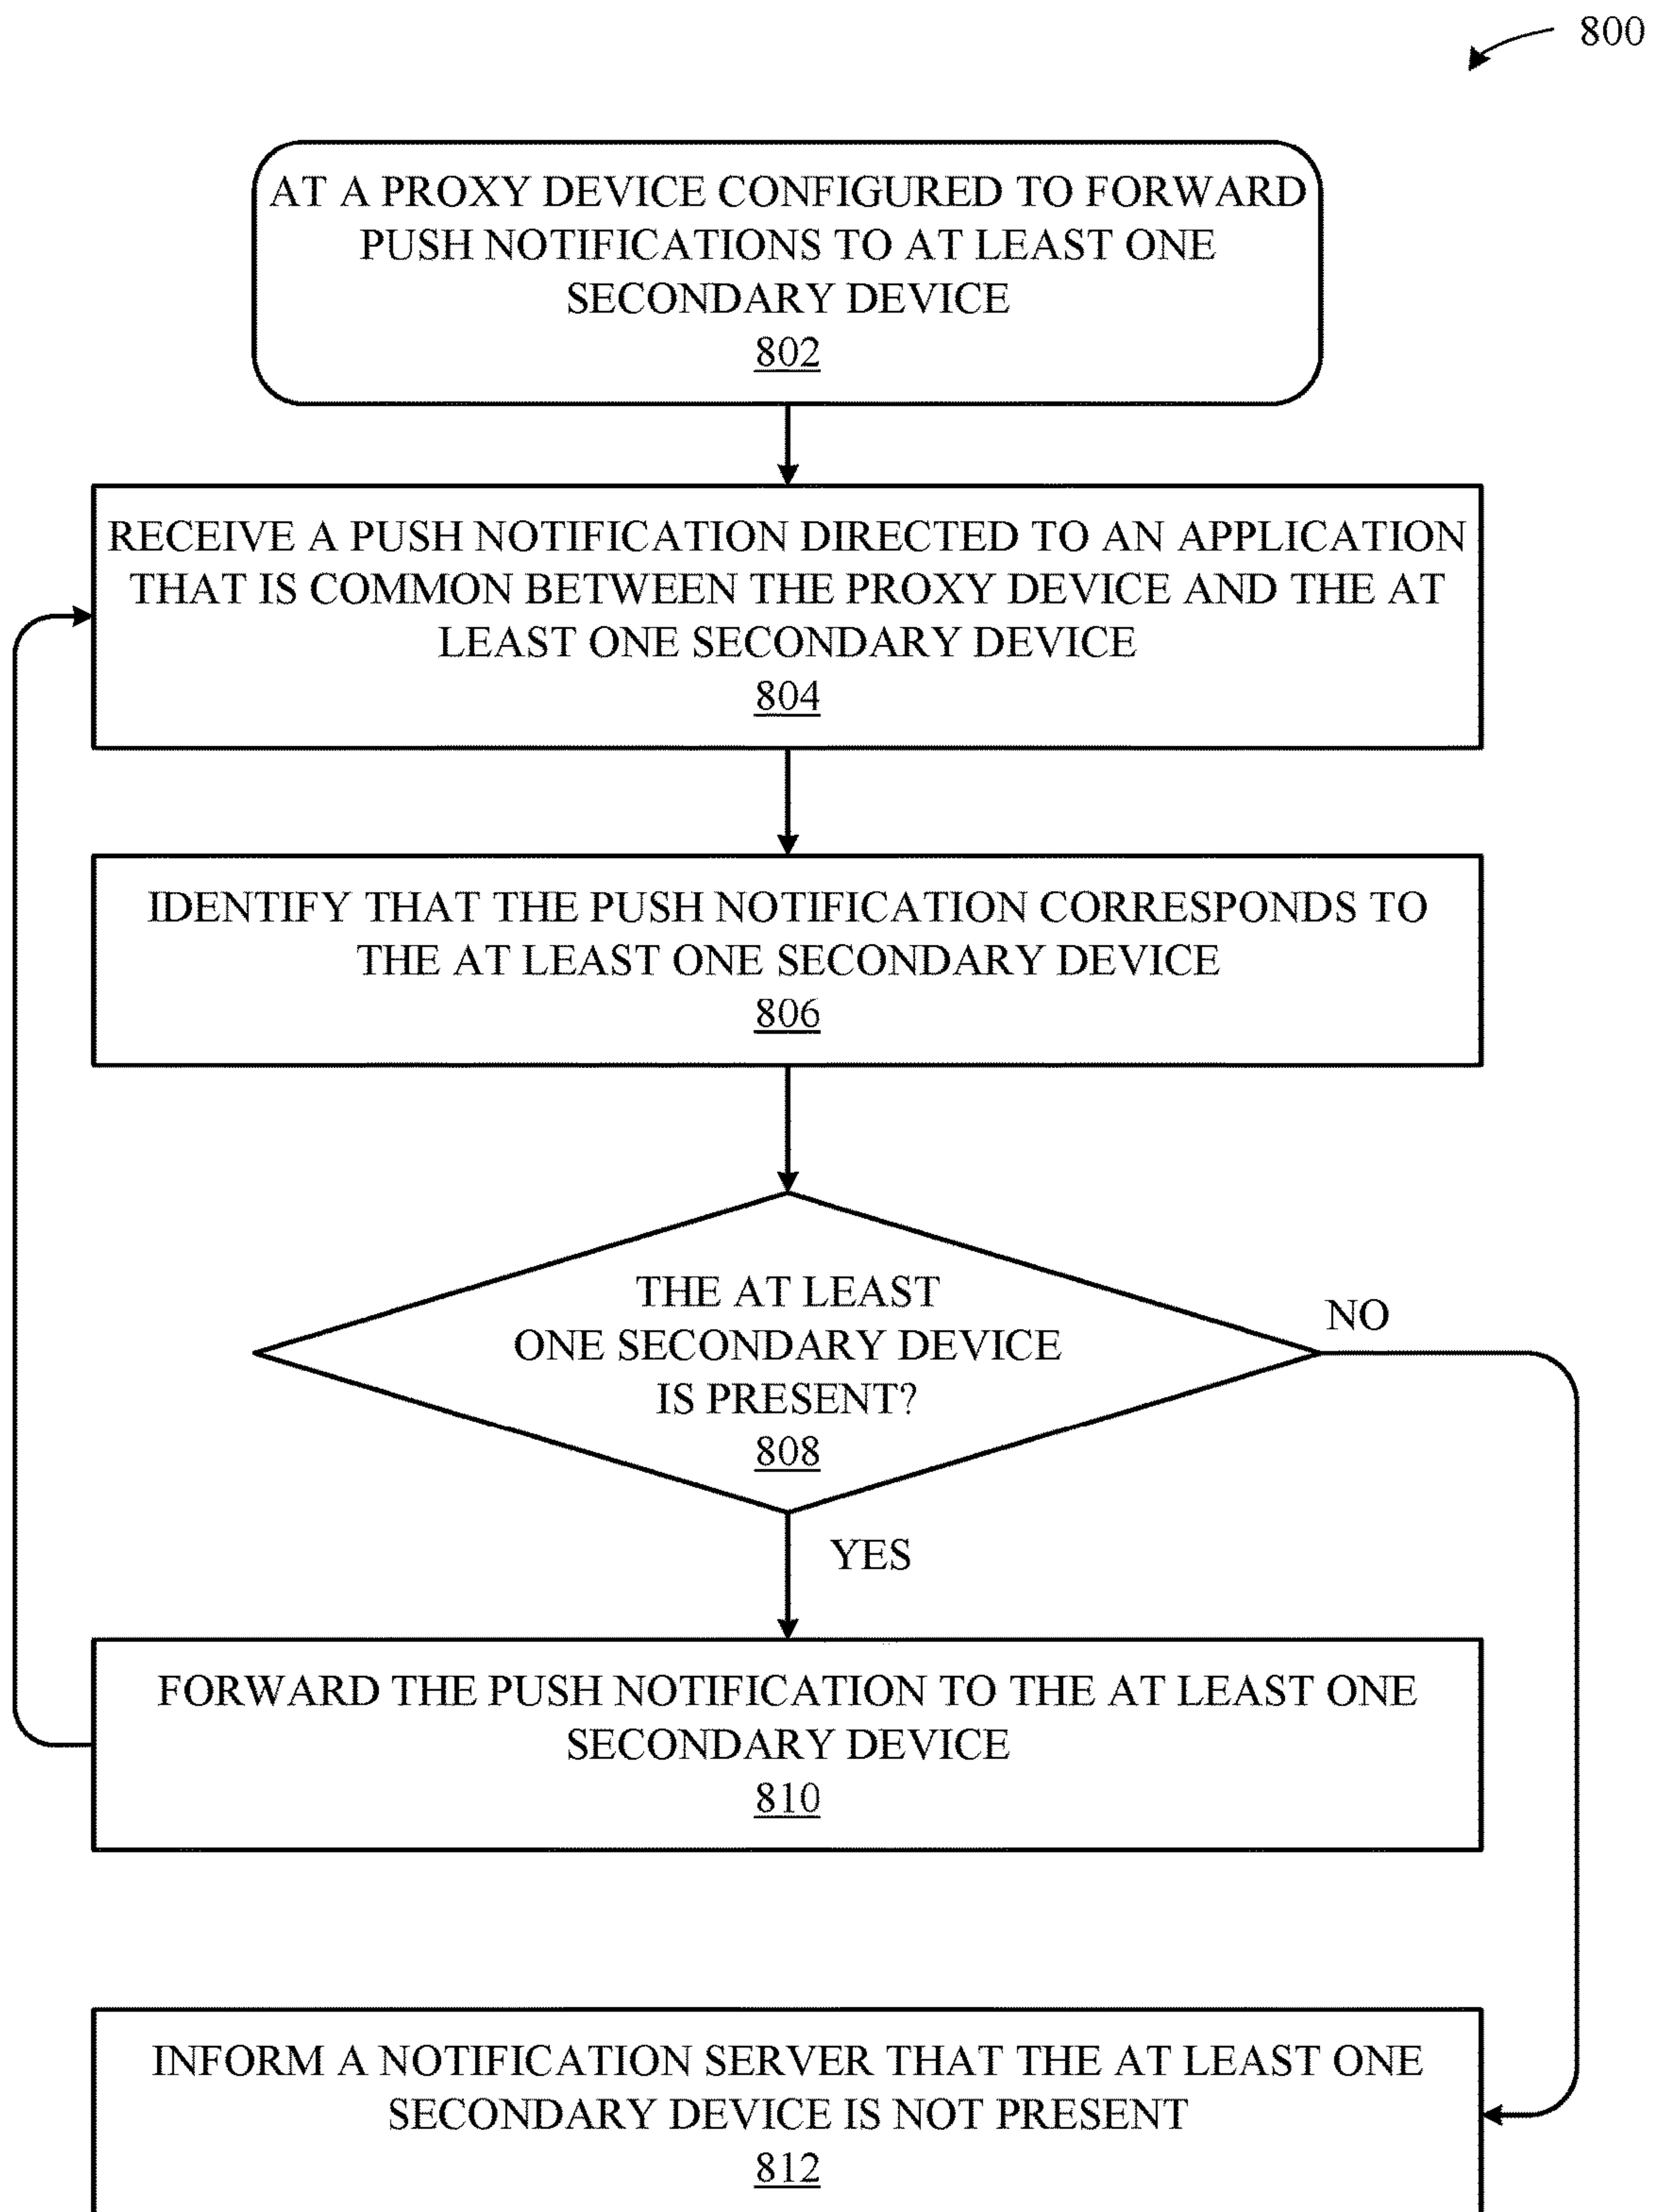 800
AT A PROXY DEVICE CONFIGURED TO FORWARD
PUSH NOTIFICATIONS TO AT LEAST ONE
SECONDARY DEVICE
802
RECEIVE A PUSH NOTIFICATION DIRECTED TO AN APPLICATION
THAT IS COMMON BETWEEN THE PROXY DEVICE AND THE AT
LEAST ONE SECONDARY DEVICE
804
IDENTIFY THAT THE PUSH NOTIFICATION CORRESPONDS TO
THE AT LEAST ONE SECONDARY DEVICE
806
THE AT LEAST
ONE SECONDARY DEVICE
IS PRESENT?
808
NO
YES
FORWARD THE PUSH NOTIFICATION TO THE AT LEAST ONE
SECONDARY DEVICE
810
INFORM A NOTIFICATION SERVER THAT THE AT LEAST ONE
SECONDARY DEVICE IS NOT PRESENT
812